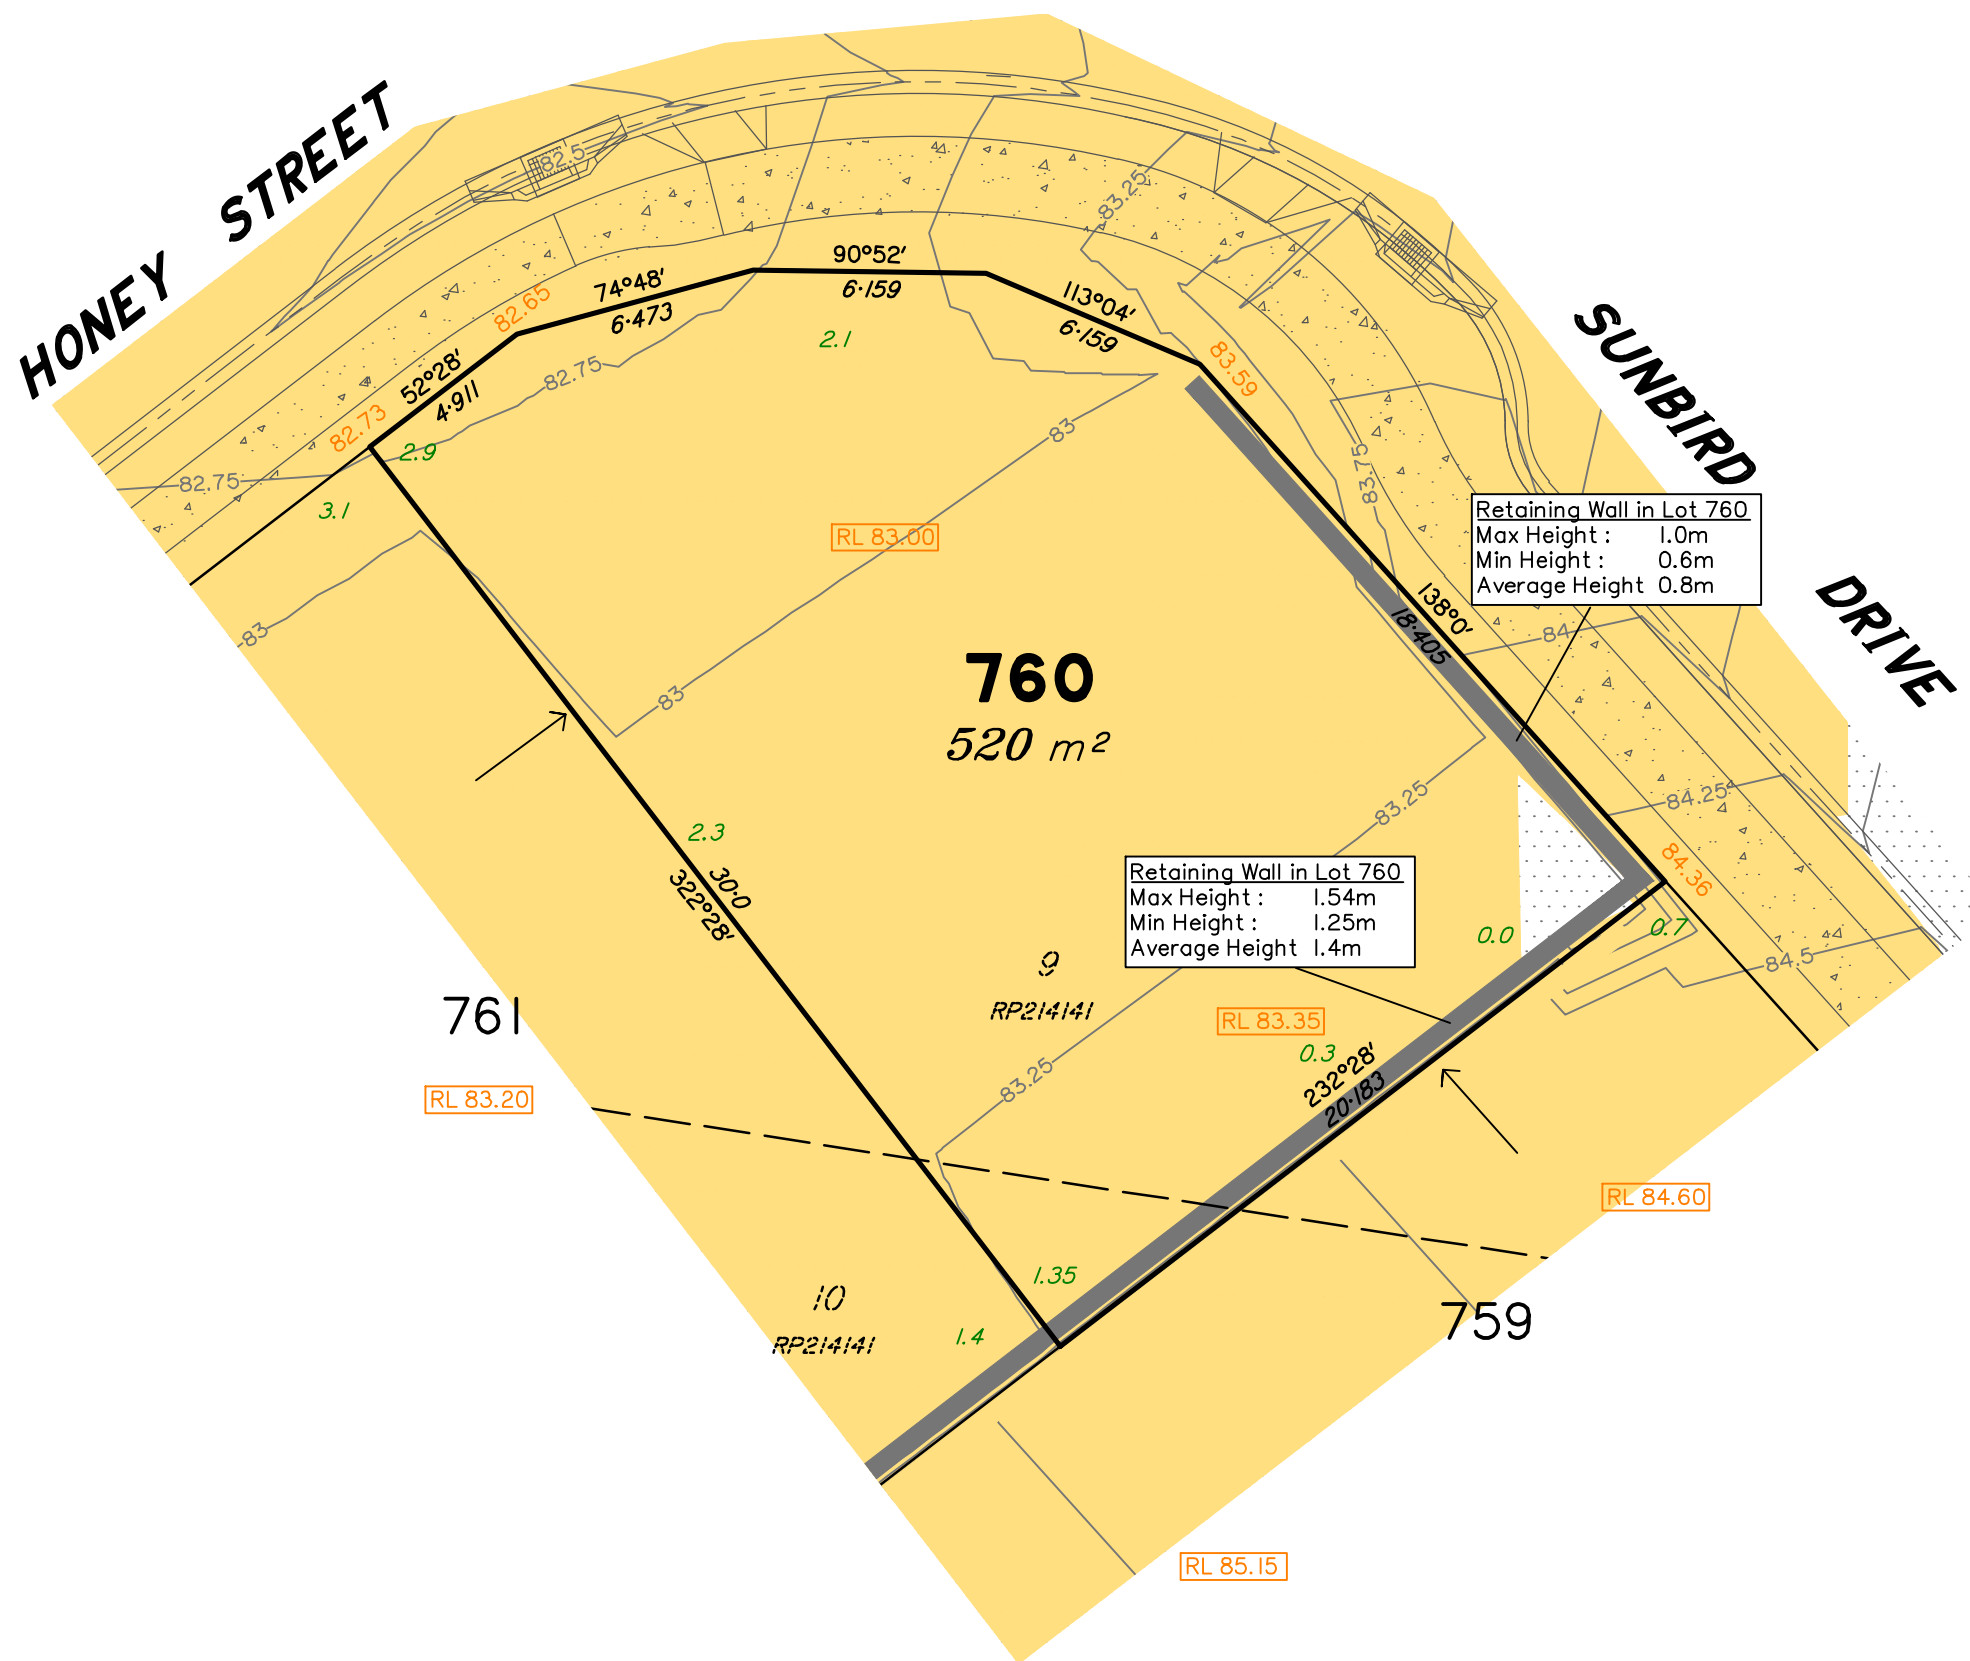 HONEY STREET
SUNBIRD DRIVE
82.5
83.25
90°52'
6·159
74°48'
6·473
113°04'
6·159
82.65
2.1
83.59
52°28'
4·911
82.75
82.73
2.9
83
83.75
82.75
3.1
RL 83.00
Retaining Wall in Lot 760
Max Height : 1.0m
Min Height : 0.6m
Average Height 0.8m
138°0'
18·405
84
83
83
760
520 m²
83.25
84.25
2.3
30·0
322°28'
Retaining Wall in Lot 760
Max Height : 1.54m
Min Height : 1.25m
Average Height 1.4m
84.36
0.0
0.7
84.5
9
RP214141
761
RL 83.35
0.3
232°28'
20·183
83.25
RL 83.20
RL 84.60
1.35
10
RP214141
1.4
759
RL 85.15